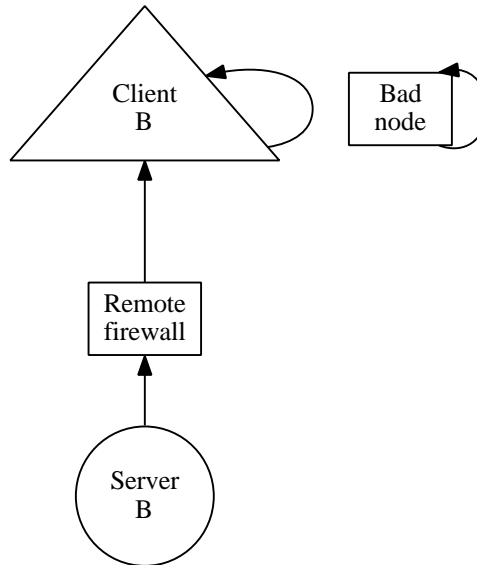 Client
B
Bad
node
Remote
firewall
Server
B